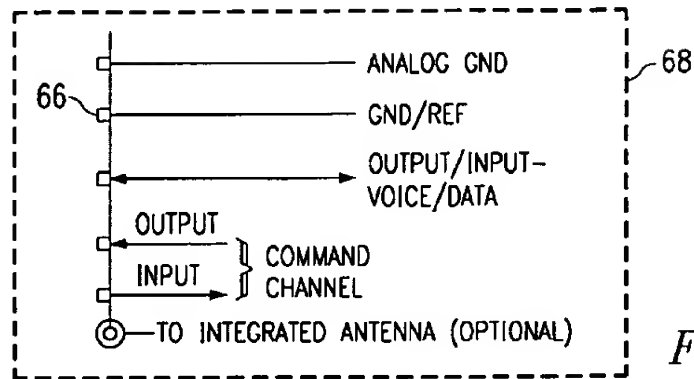 ANALOG GND
68
66
GND/REF
OUTPUT/INPUT-
VOICE/DATA
OUTPUT
COMMAND
INPUT
CHANNEL
TO INTEGRATED ANTENNA (OPTIONAL)
F